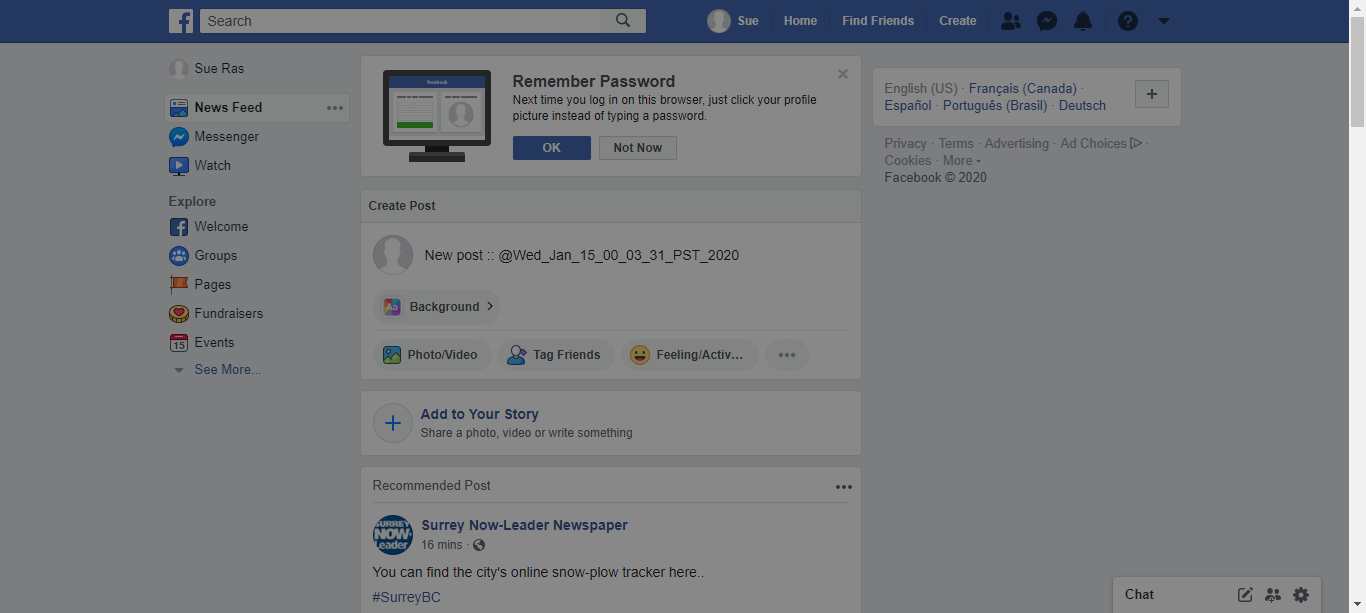 Search
Sue
Home
Find Friends
Create
Sue Ras
News Feed
Messenger
Watch
Explore
Welcome
Groups
Pages
Fundraisers
15
Events
See More...
facebook
Remember Password
Next time you log in on this browser, just click your profile
picture instead of typing a password.
OK
Not Now
Create Post
New post :: @Wed_Jan_15_00_03_31_PST_2020
Aa
Background
Photo/Video
Tag Friends
Feeling/Activ...
Add to Your Story
Share a photo, video or write something
Recommended Post
SURREY
NOW-
Leader
Surrey Now-Leader Newspaper
16 mins ·
You can find the city's online snow-plow tracker here..
#SurreyBC
English (US) · Français (Canada) ·
Español · Português (Brasil) · Deutsch
Privacy · Terms · Advertising · Ad Choices ·
Cookies · More
Facebook © 2020
Chat